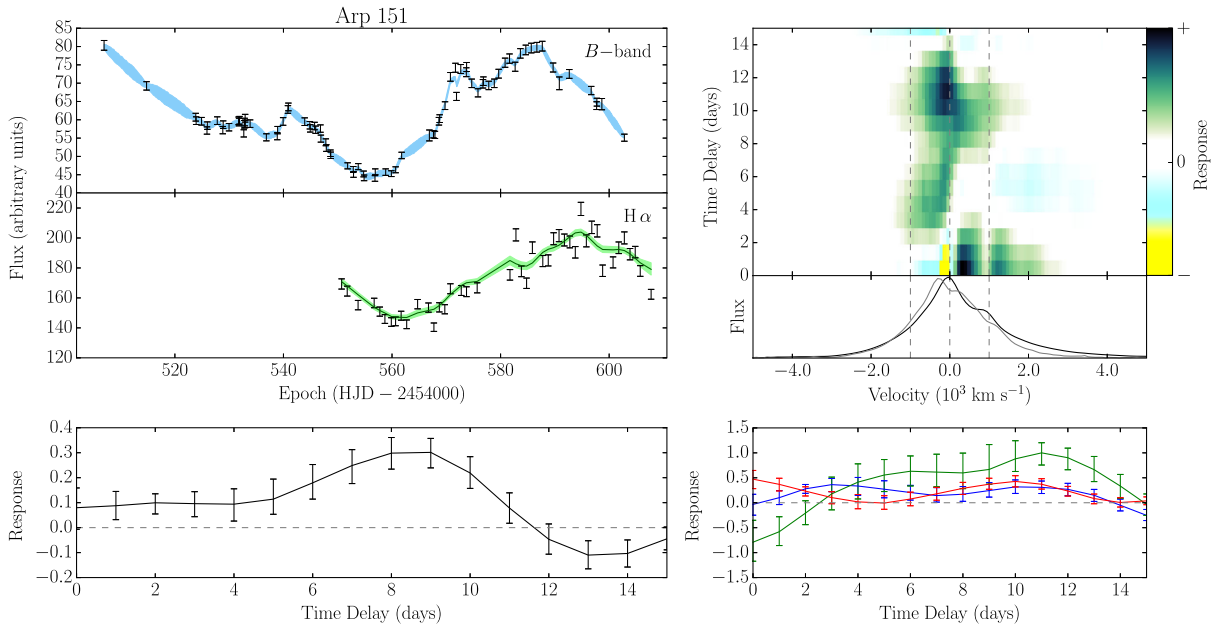 Arp 151
85
80
75
70
65
60
55
50
45
40
B−band
220
200
180
160
140
120
Hα
Flux (arbitrary units)
520 540 560 580 600
Epoch (HJD − 2454000)
14
12
10
8
6
4
2
0
Time Delay (days)
+
0
−
Response
Flux
−4.0 −2.0 0.0 2.0 4.0
Velocity (10³ km s⁻¹)
0.4
0.3
0.2
0.1
0.0
−0.1
−0.2
Response
0 2 4 6 8 10 12 14
Time Delay (days)
1.5
1.0
0.5
0.0
−0.5
−1.0
−1.5
Response
0 2 4 6 8 10 12 14
Time Delay (days)